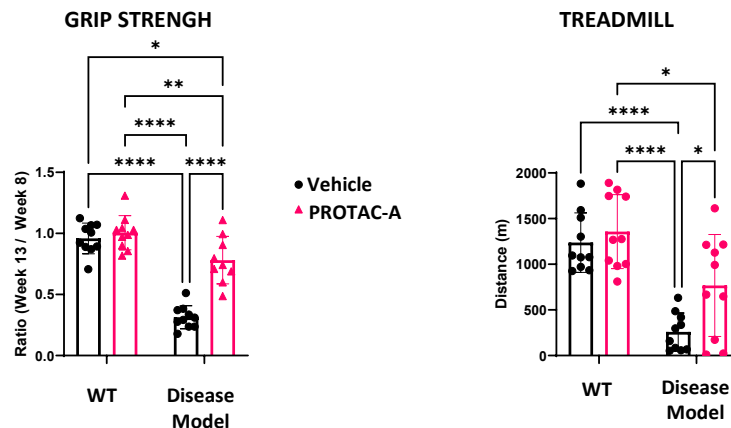 GRIP STRENGH
*
**
****
**** ****
Ratio (Week 13 / Week 8)
1.5
1.0
0.5
0.0
WT
Disease
Model
Vehicle
PROTAC-A
TREADMILL
*
****
**** *
Distance (m)
2000
1500
1000
500
0
WT
Disease
Model